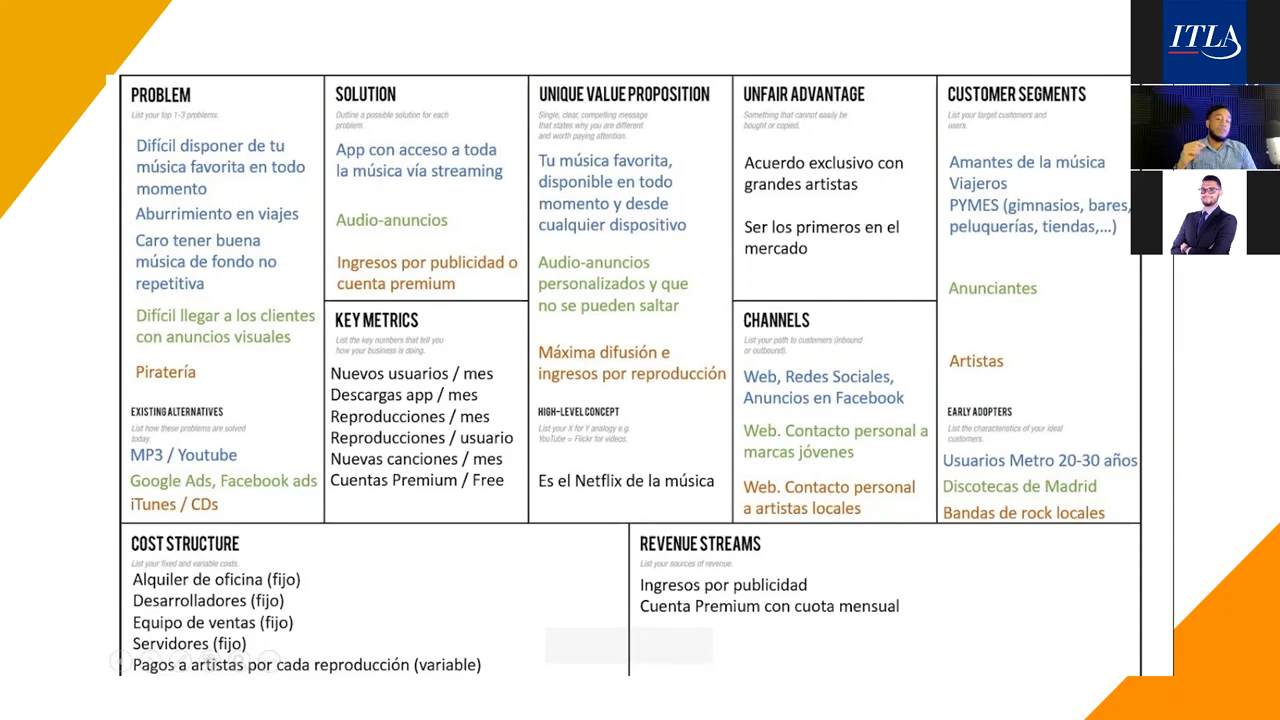 ITLA
PROBLEM
List your top 1-3 problems.
Difícil disponer de tu
música favorita en todo
momento
Aburrimiento en viajes
Caro tener buena
música de fondo no
repetitiva
Difícil llegar a los clientes
con anuncios visuales
Piratería
EXISTING ALTERNATIVES
List how these problems are solved
today.
MP3 / Youtube
Google Ads, Facebook ads
iTunes / CDs
SOLUTION
Outline a possible solution for each
problem.
App con acceso a toda
la música vía streaming
Audio-anuncios
Ingresos por publicidad o
cuenta premium
KEY METRICS
List the key numbers that tell you
how your business is doing.
Nuevos usuarios / mes
Descargas app / mes
Reproducciones / mes
Reproducciones / usuario
Nuevas canciones / mes
Cuentas Premium / Free
UNIQUE VALUE PROPOSITION
Single, clear, compelling message
that states why you are different
and worth paying attention.
Tu música favorita,
disponible en todo
momento y desde
cualquier dispositivo
Audio-anuncios
personalizados y que
no se pueden saltar
Máxima difusión e
ingresos por reproducción
HIGH-LEVEL CONCEPT
List your X for Y analogy e.g.
YouTube = Flickr for videos.
Es el Netflix de la música
UNFAIR ADVANTAGE
Something that cannot easily be
bought or copied.
Acuerdo exclusivo con
grandes artistas
Ser los primeros en el
mercado
CHANNELS
List your path to customers (inbound
or outbound).
Web, Redes Sociales,
Anuncios en Facebook
Web. Contacto personal a
marcas jóvenes
Web. Contacto personal
a artistas locales
CUSTOMER SEGMENTS
List your target customers and
users.
Amantes de la música
Viajeros
PYMES (gimnasios, bares,
peluquerías, tiendas,...)
Anunciantes
Artistas
EARLY ADOPTERS
List the characteristics of your ideal
customers.
Usuarios Metro 20-30 años
Discotecas de Madrid
Bandas de rock locales
COST STRUCTURE
List your fixed and variable costs.
Alquiler de oficina (fijo)
Desarrolladores (fijo)
Equipo de ventas (fijo)
Servidores (fijo)
Pagos a artistas por cada reproducción (variable)
REVENUE STREAMS
List your sources of revenue.
Ingresos por publicidad
Cuenta Premium con cuota mensual